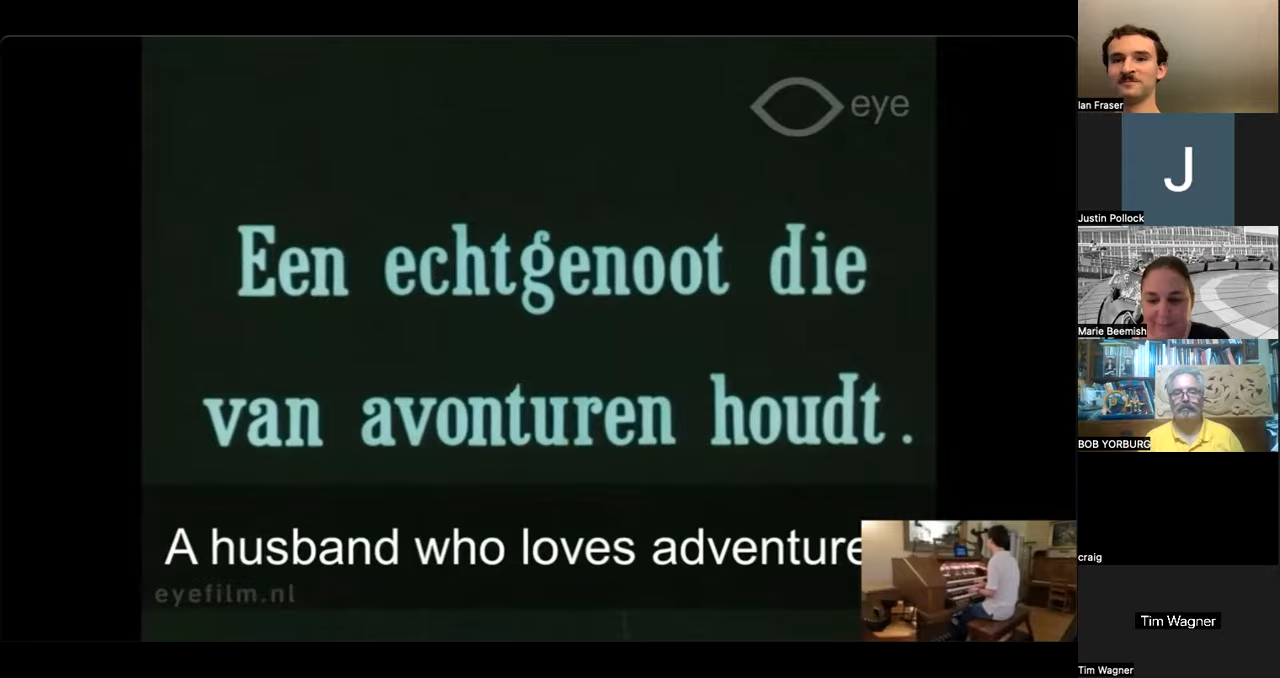 eye
Een echtgenoot die
van avonturen houdt.
A husband who loves adventure
eyefilm.nl
Ian Fraser
J
Justin Pollock
Marie Beemish
BOB YORBURG
craig
Tim Wagner
Tim Wagner